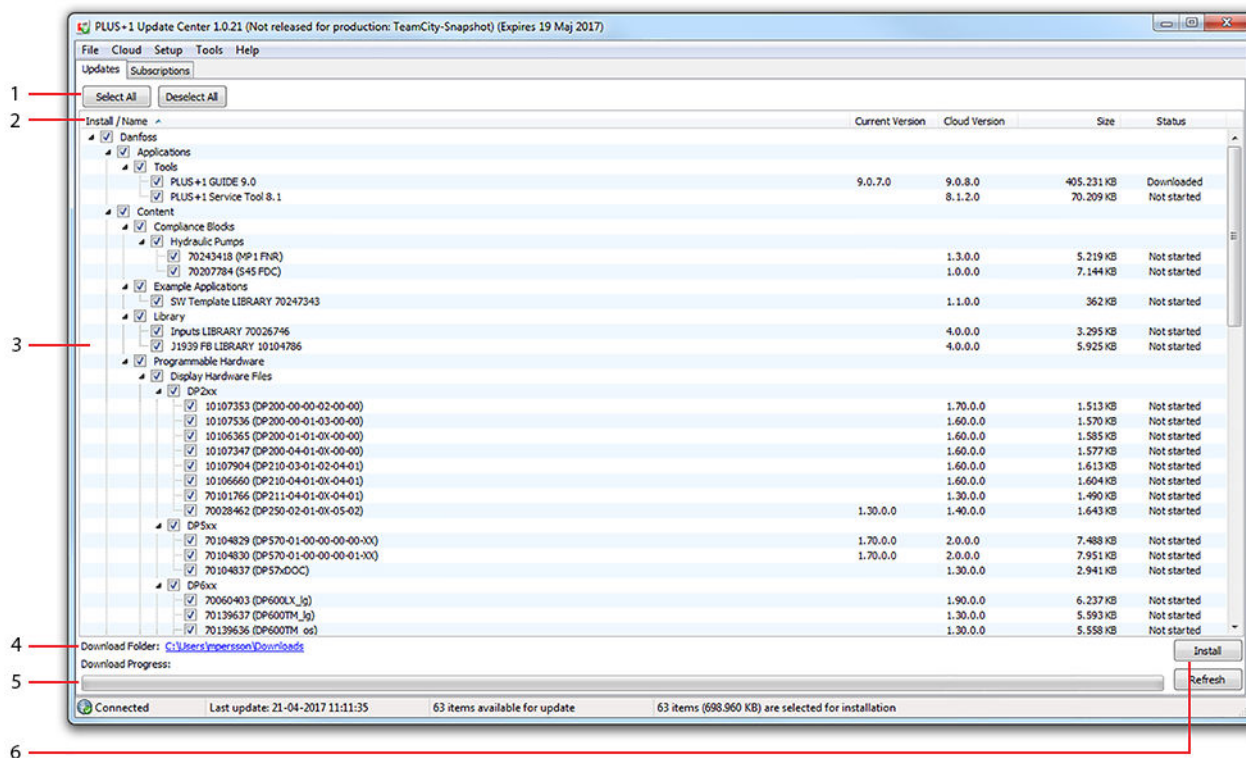 PLUS+1 Update Center 1.0.21 (Not released for production: TeamCity-Snapshot) (Expires 19 Maj 2017)
File Cloud Setup Tools Help
Updates Subscriptions
1 Select All Deselect All
2 Install / Name Current Version Cloud Version Size Status
Danfoss
Applications
Tools
PLUS+1 GUIDE 9.0 9.0.7.0 9.0.8.0 405.231 KB Downloaded
PLUS+1 Service Tool 8.1 8.1.2.0 70.209 KB Not started
Content
Compliance Blocks
Hydraulic Pumps
70243418 (MP1 FNR) 1.3.0.0 5.219 KB Not started
70207784 (S45 FDC) 1.0.0.0 7.144 KB Not started
Example Applications
SW Template LIBRARY 70247343 1.1.0.0 362 KB Not started
Library
Inputs LIBRARY 70026746 4.0.0.0 3.295 KB Not started
3 J1939 FB LIBRARY 10104786 4.0.0.0 5.925 KB Not started
Programmable Hardware
Display Hardware Files
DP2xx
10107353 (DP200-00-00-02-00-00) 1.70.0.0 1.513 KB Not started
10107536 (DP200-00-01-03-00-00) 1.60.0.0 1.570 KB Not started
10106365 (DP200-01-01-0X-00-00) 1.60.0.0 1.585 KB Not started
10107347 (DP200-04-01-0X-00-00) 1.60.0.0 1.577 KB Not started
10107904 (DP210-03-01-02-04-01) 1.60.0.0 1.613 KB Not started
10106660 (DP210-04-01-0X-04-01) 1.60.0.0 1.604 KB Not started
70101766 (DP211-04-01-0X-04-01) 1.30.0.0 1.490 KB Not started
70028462 (DP250-02-01-0X-05-02) 1.30.0.0 1.40.0.0 1.643 KB Not started
DP5xx
70104829 (DP570-01-00-00-00-00-XX) 1.70.0.0 2.0.0.0 7.488 KB Not started
70104830 (DP570-01-00-00-00-01-XX) 1.70.0.0 2.0.0.0 7.951 KB Not started
70104837 (DP57xDOC) 1.30.0.0 2.941 KB Not started
DP6xx
70060403 (DP600LX_lg) 1.90.0.0 6.237 KB Not started
70139637 (DP600TM_lg) 1.30.0.0 5.593 KB Not started
70139636 (DP600TM_os) 1.30.0.0 5.558 KB Not started
4 Download Folder: C:\Users\mpersson\Downloads Install
Download Progress:
5 Refresh
Connected Last update: 21-04-2017 11:11:35 63 items available for update 63 items (698.960 KB) are selected for installation
6